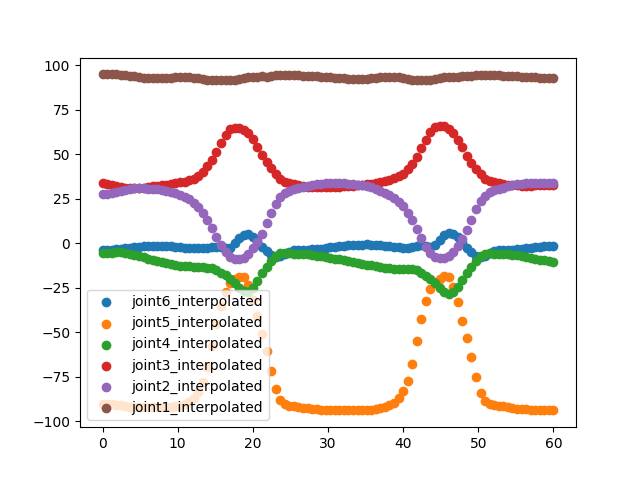 100
75
50
25
0
−25
−50
−75
−100
joint6_interpolated
joint5_interpolated
joint4_interpolated
joint3_interpolated
joint2_interpolated
joint1_interpolated
0 10 20 30 40 50 60